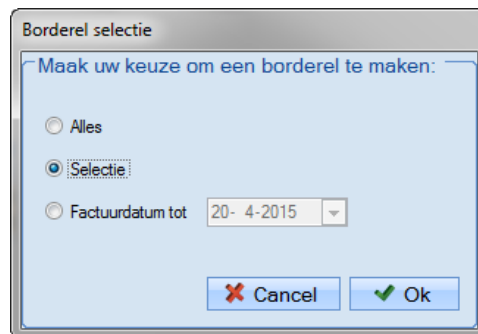 Borderel selectie
Maak uw keuze om een borderel te maken:
Alles
Selectie
Factuurdatum tot 20- 4-2015
Cancel Ok